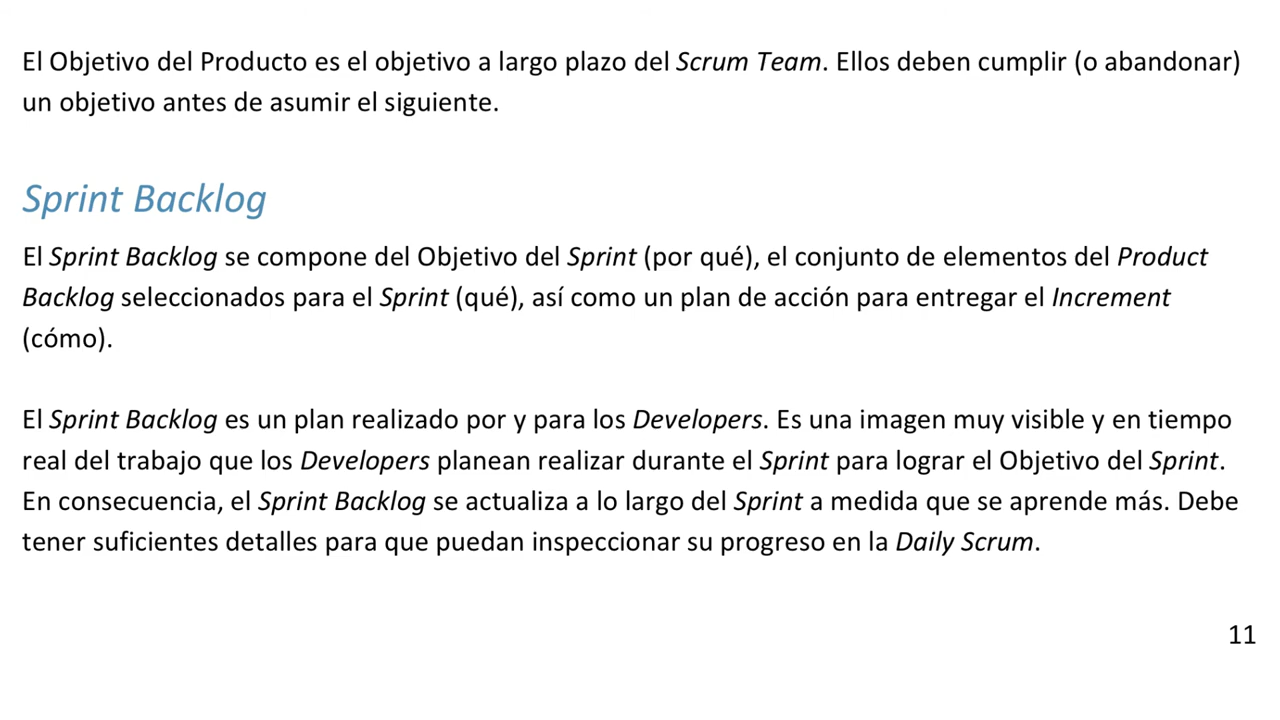 El Objetivo del Producto es el objetivo a largo plazo del Scrum Team. Ellos deben cumplir (o abandonar)
un objetivo antes de asumir el siguiente.
Sprint Backlog
El Sprint Backlog se compone del Objetivo del Sprint (por qué), el conjunto de elementos del Product
Backlog seleccionados para el Sprint (qué), así como un plan de acción para entregar el Increment
(cómo).
El Sprint Backlog es un plan realizado por y para los Developers. Es una imagen muy visible y en tiempo
real del trabajo que los Developers planean realizar durante el Sprint para lograr el Objetivo del Sprint.
En consecuencia, el Sprint Backlog se actualiza a lo largo del Sprint a medida que se aprende más. Debe
tener suficientes detalles para que puedan inspeccionar su progreso en la Daily Scrum.
11